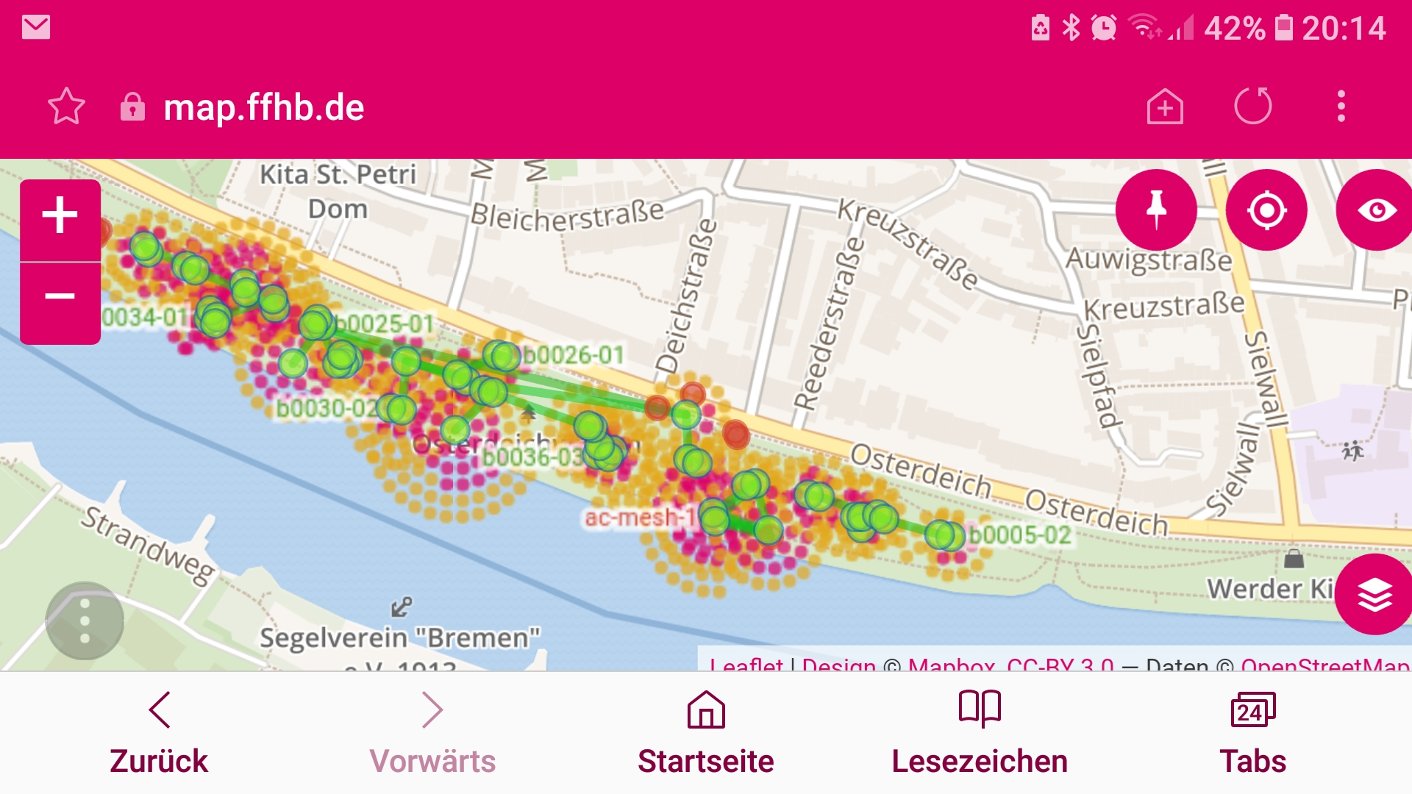 42% 20:14
map.ffhb.de
+
−
Kita St. Petri
Dom
Bleicherstraße
Kreuzstraße
Auwigstraße
Kreuzstraße
Deichstraße
Reederstraße
Sielpfad
Sielwall
Sielwall
0034-01
b0025-01
b0026-01
b0030-02
b0036-03
Osterdeich
Osterdeich
ac-mesh-1
b0005-02
Strandweg
Werder Ki
Segelverein "Bremen"
e.V. 1913
Leaflet | Design © Mapbox, CC-BY 3.0 — Daten © OpenStreetMap
24
Zurück Vorwärts Startseite Lesezeichen Tabs